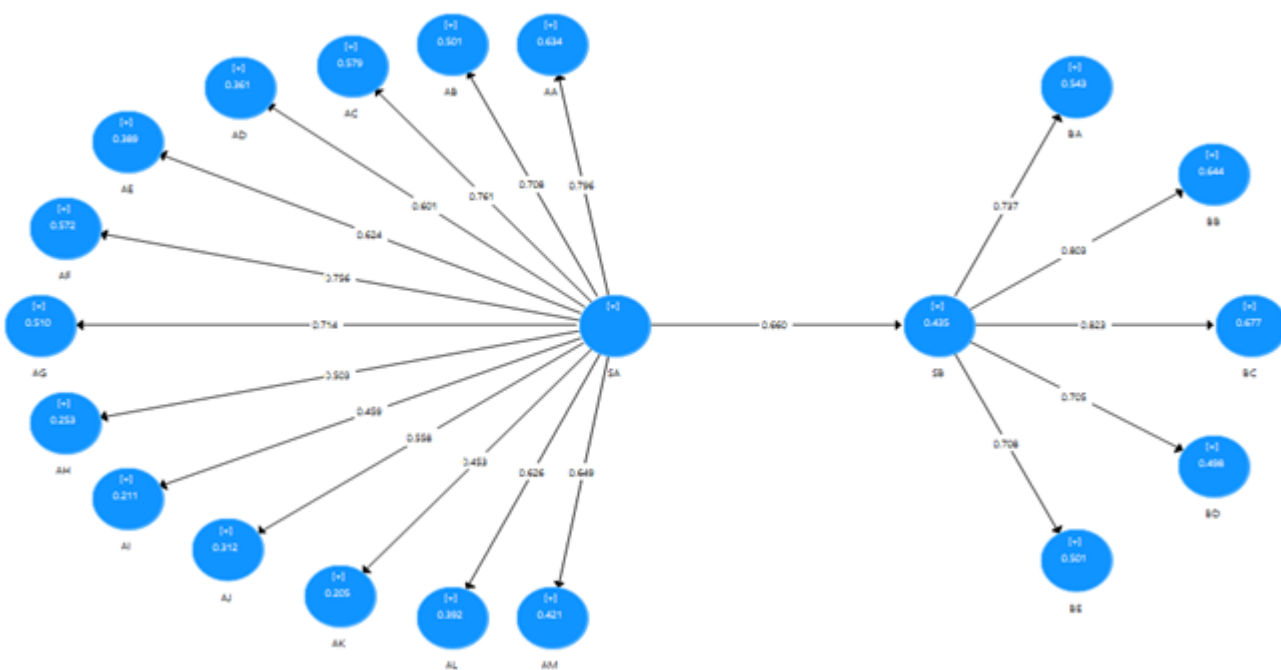 [+]
0.501
AB
[+]
0.634
AA
[+]
0.579
AC
[+]
0.361
AD
[+]
0.389
AE
[+]
0.572
AF
[+]
0.510
AG
[+]
0.253
AH
[+]
0.211
AI
[+]
0.312
AJ
[+]
0.205
AK
[+]
0.392
AL
[+]
0.421
AM
0.796
0.708
0.761
0.601
0.624
0.756
0.714
0.503
0.459
0.558
0.453
0.626
0.649
[+]
SA
0.660
[+]
0.435
SB
0.737
0.803
0.823
0.705
0.708
[+]
0.543
BA
[+]
0.644
BB
[+]
0.677
BC
[+]
0.498
BD
[+]
0.501
BE